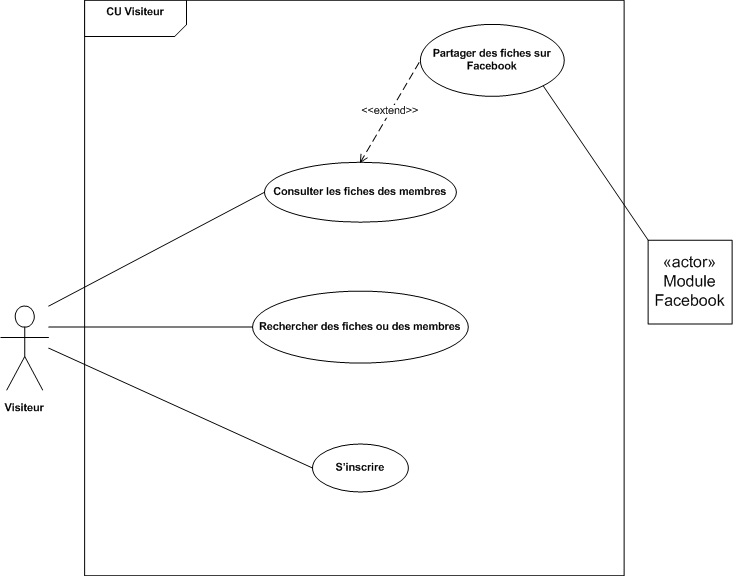 CU Visiteur
Partager des fiches sur
Facebook
<<extend>>
Consulter les fiches des membres
«actor»
Module
Facebook
Rechercher des fiches ou des membres
Visiteur
S'inscrire